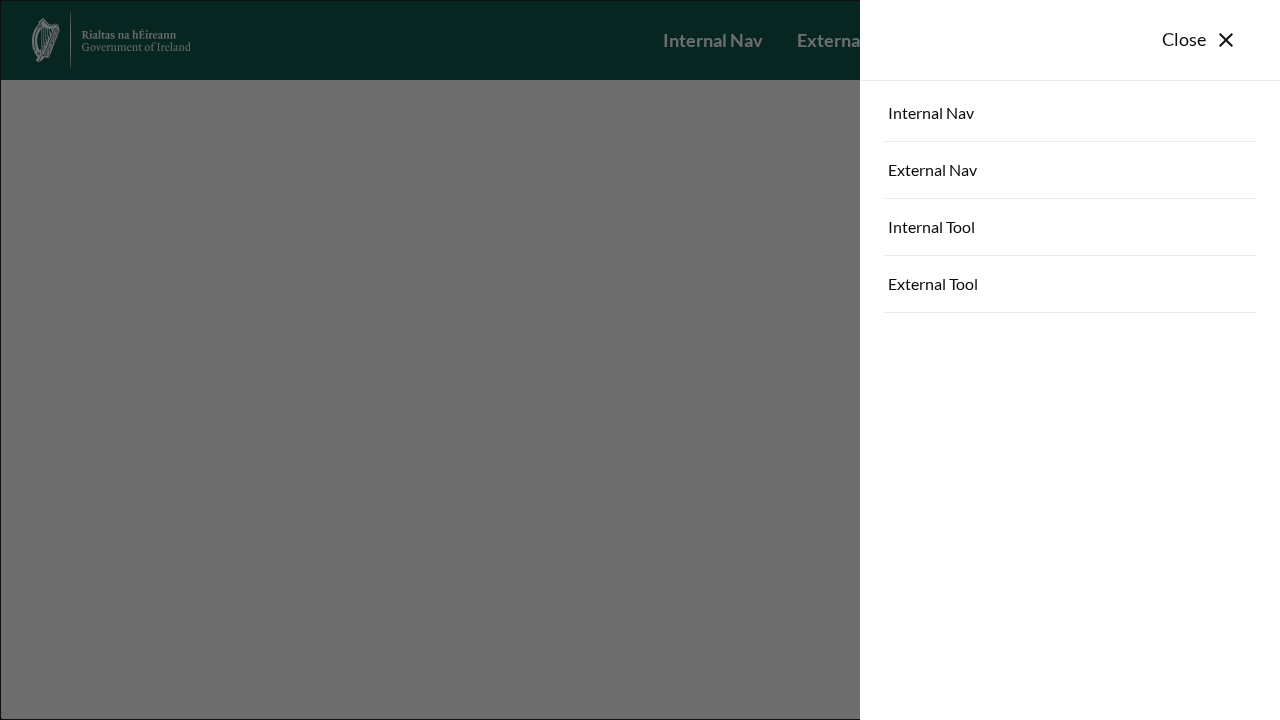 Rialtas na hÉireann
Government of Ireland
Internal Nav
Externa
Close
Internal Nav
External Nav
Internal Tool
External Tool